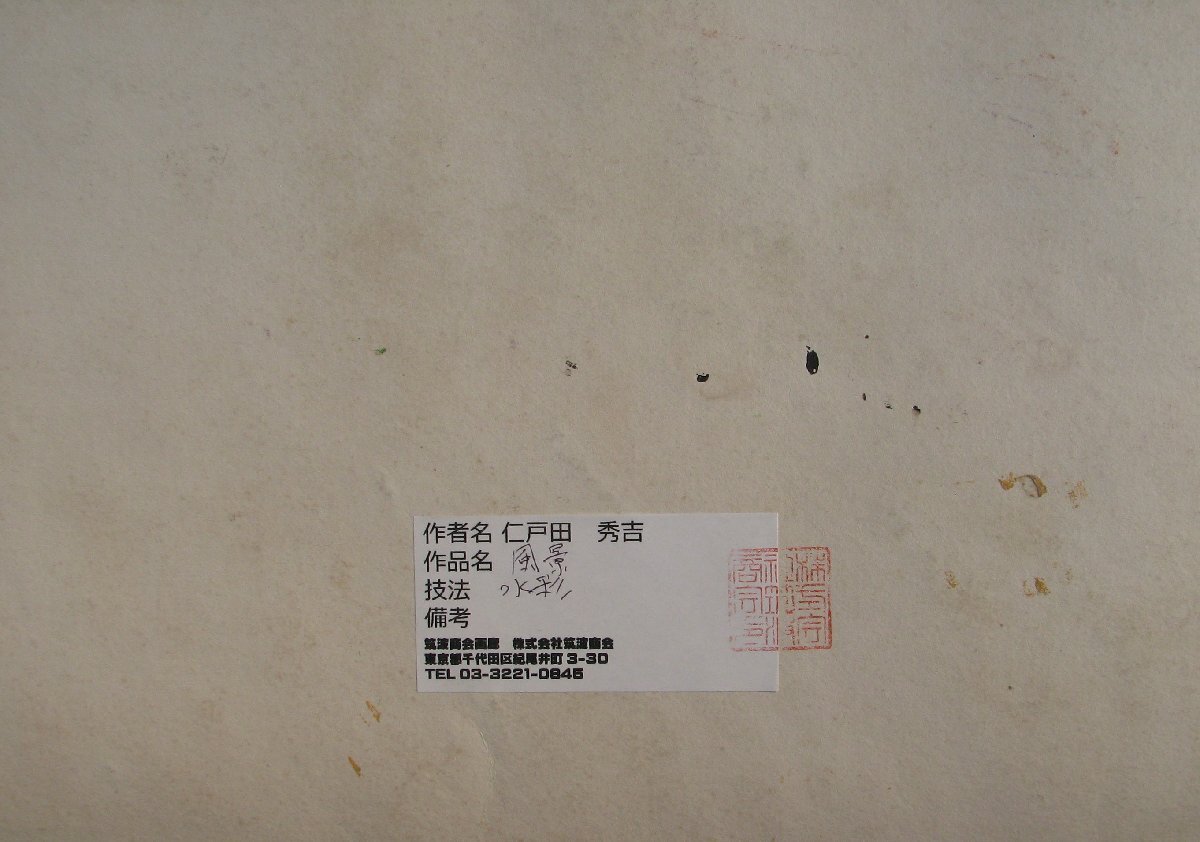 作者名 仁戸田　秀吉
作品名 風景
技法 水彩
備考
筑波商会画廊　株式会社筑波商会
東京都千代田区紀尾井町 3-30
TEL 03-3221-0845